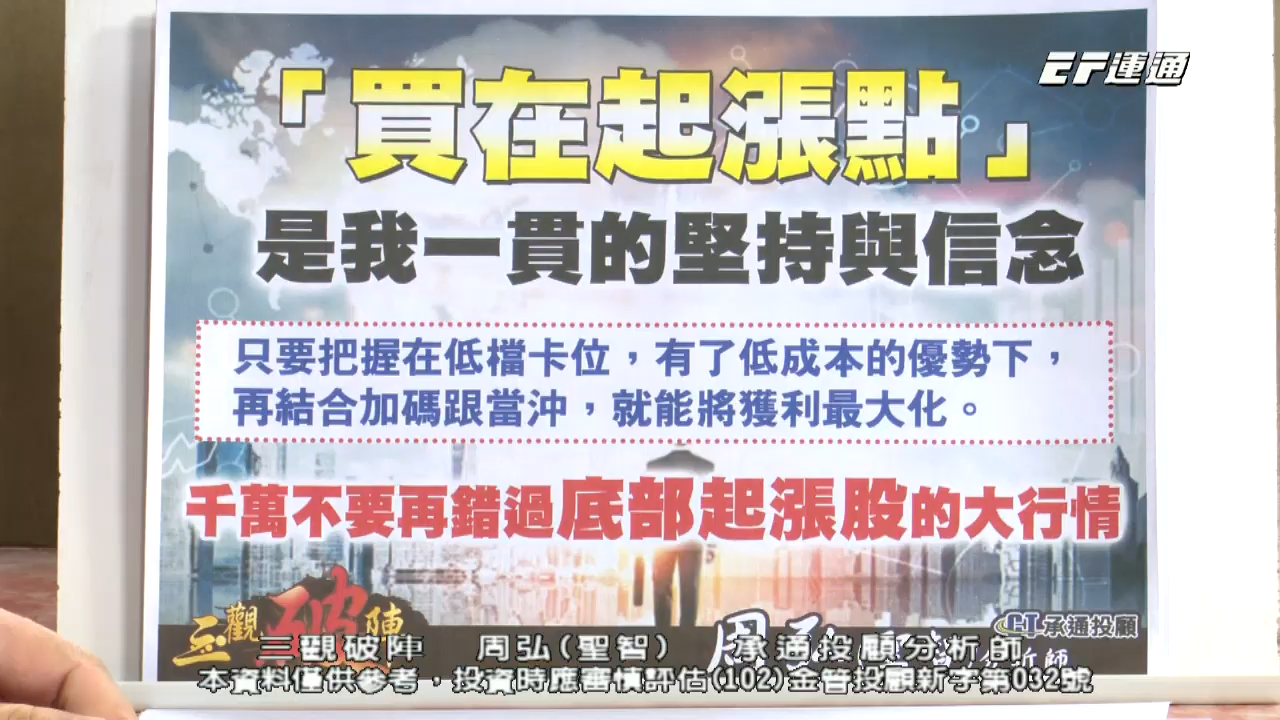 EF運通
「買在起漲點」
是我一貫的堅持與信念
只要把握在低檔卡位，有了低成本的優勢下，
再結合加碼跟當沖，就能將獲利最大化。
千萬不要再錯過底部起漲股的大行情
三觀破陣
CT承通投顧
三觀破陣 周弘(聖智) 承通投顧分析師
本資料僅供參考，投資時應審慎評估(102)金管投顧新字第032號